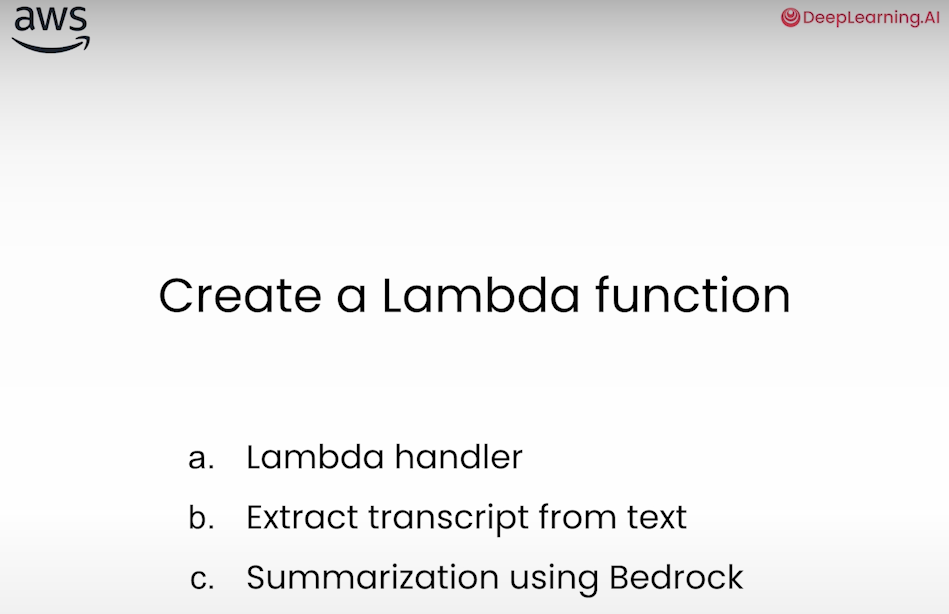 aws
DeepLearning.AI
Create a Lambda function
a. Lambda handler
b. Extract transcript from text
c. Summarization using Bedrock